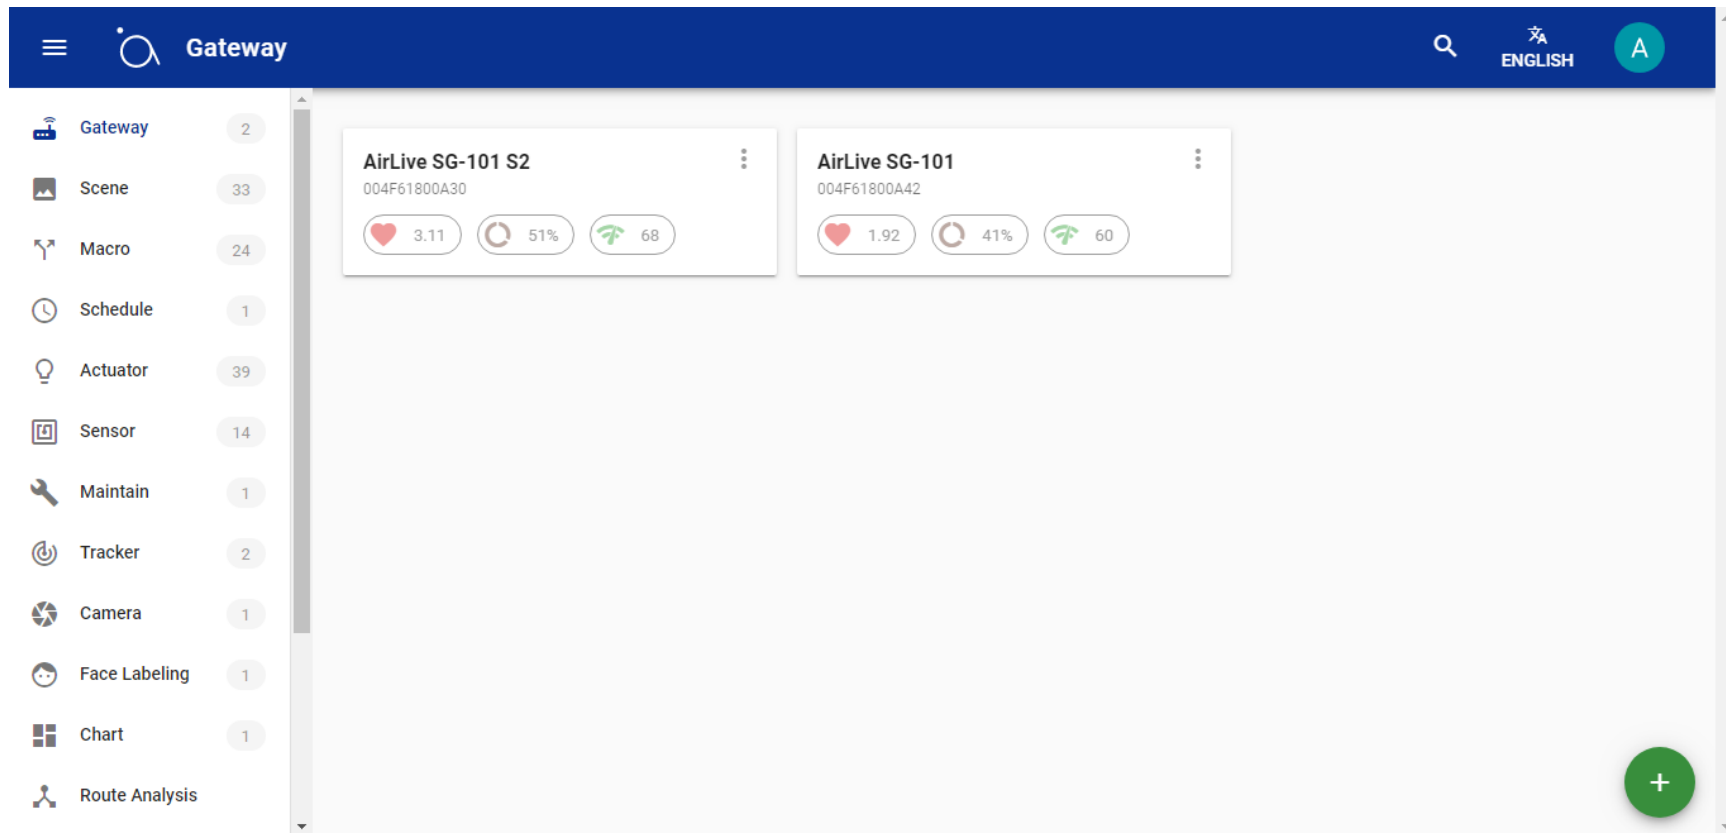 Gateway
ENGLISH
A
Gateway 2
Scene 33
Macro 24
Schedule 1
Actuator 39
Sensor 14
Maintain 1
Tracker 2
Camera 1
Face Labeling 1
Chart 1
Route Analysis
AirLive SG-101 S2
004F61800A30
3.11 51% 68
AirLive SG-101
004F61800A42
1.92 41% 60